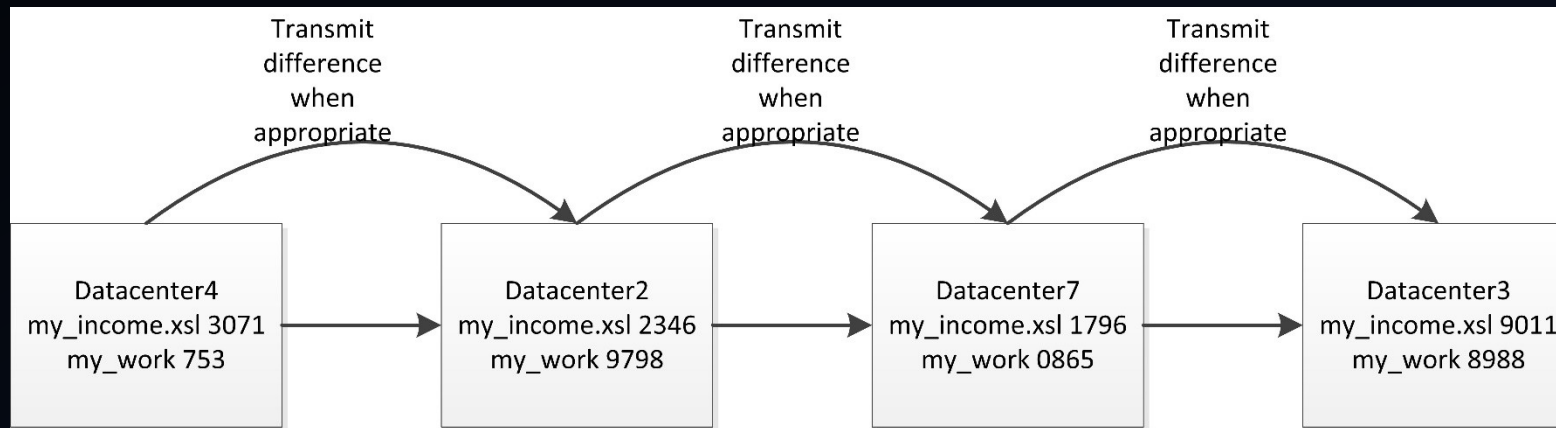 Transmit
difference
when
appropriate
Transmit
difference
when
appropriate
Transmit
difference
when
appropriate
Datacenter4
my_income.xsl 3071
my_work 753
Datacenter2
my_income.xsl 2346
my_work 9798
Datacenter7
my_income.xsl 1796
my_work 0865
Datacenter3
my_income.xsl 9011
my_work 8988